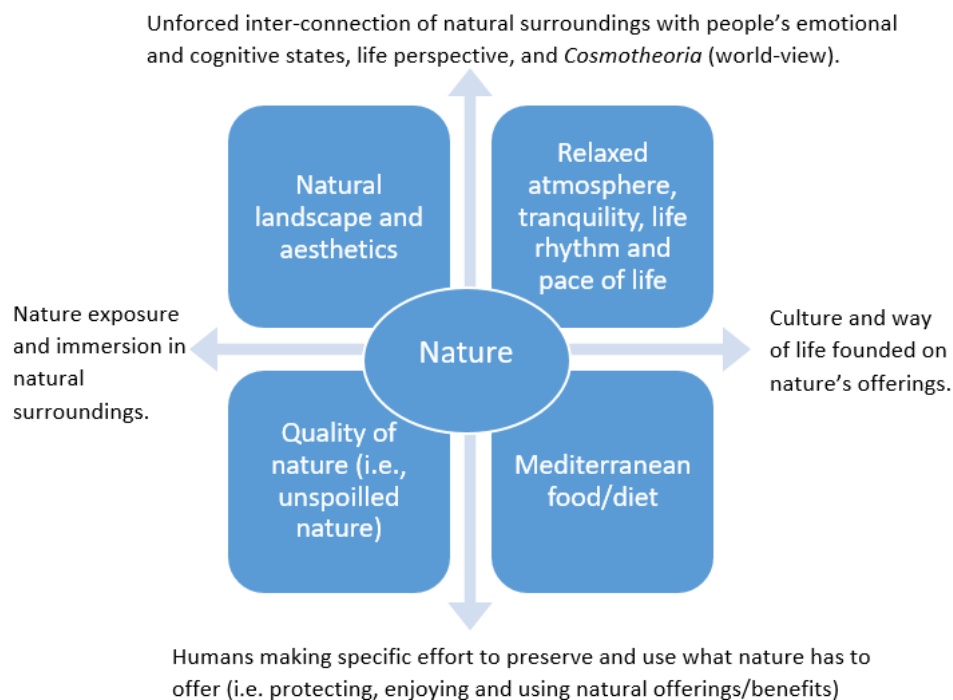 Unforced inter-connection of natural surroundings with people's emotional
and cognitive states, life perspective, and Cosmotheoria (world-view).
Natural
landscape and
aesthetics
Relaxed
atmosphere,
tranquility, life
rhythm and
pace of life
Nature exposure
and immersion in
natural
surroundings.
Nature
Culture and way
of life founded on
nature's offerings.
Quality of
nature (i.e.,
unspoilled
nature)
Mediterranean
food/diet
Humans making specific effort to preserve and use what nature has to
offer (i.e. protecting, enjoying and using natural offerings/benefits)